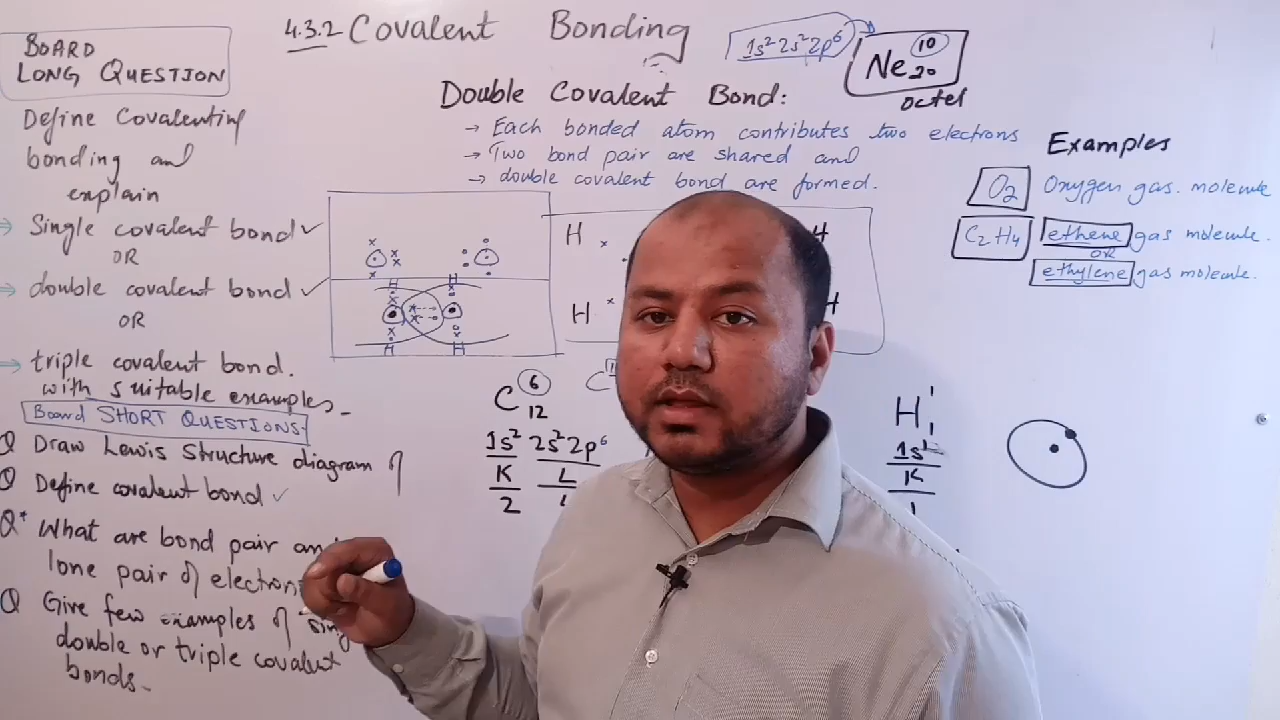 BOARD
LONG QUESTION
Define Covalenting
bonding and
explain
→ Single covalent bond ✓
OR
→ double covalent bond ✓
OR
→ triple covalent bond.
with suitable examples_
Board SHORT QUESTIONS
Q Draw Lewis Structure diagram of
Q Define covalent bond ✓
Q* What are bond pair and
lone pair of electron
Q Give few examples of
double or triple covalent
bonds_
4.3.2 Covalent Bonding
Double Covalent Bond:
→ Each bonded atom contributes two electrons
→ Two bond pair are shared and
→ double covalent bond are formed.
1s² 2s² 2p⁶
Ne 10 20
octet
Examples
O₂ Oxygen gas. molecule
C₂H₄ ethene gas molecule.
OR
ethylene gas molecule.
H H
H H
H H
H H
C 6 12
1s² 2s² 2p⁶
K L
2
C
H 1 1
1s¹
K
1